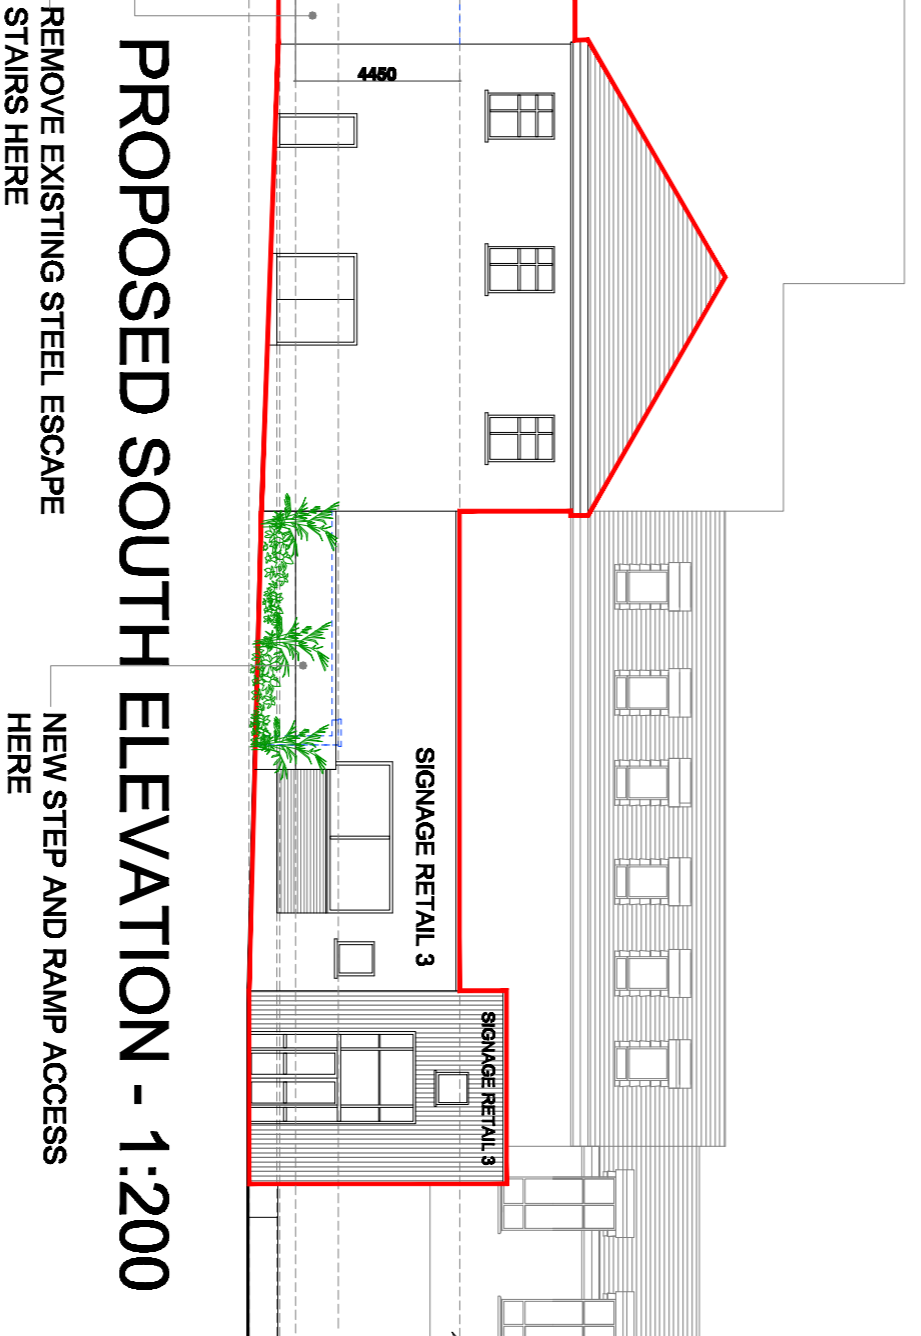 4450
SIGNAGE RETAIL 3
SIGNAGE RETAIL 3
PROPOSED SOUTH ELEVATION - 1:200
REMOVE EXISTING STEEL ESCAPE
STAIRS HERE
NEW STEP AND RAMP ACCESS
HERE